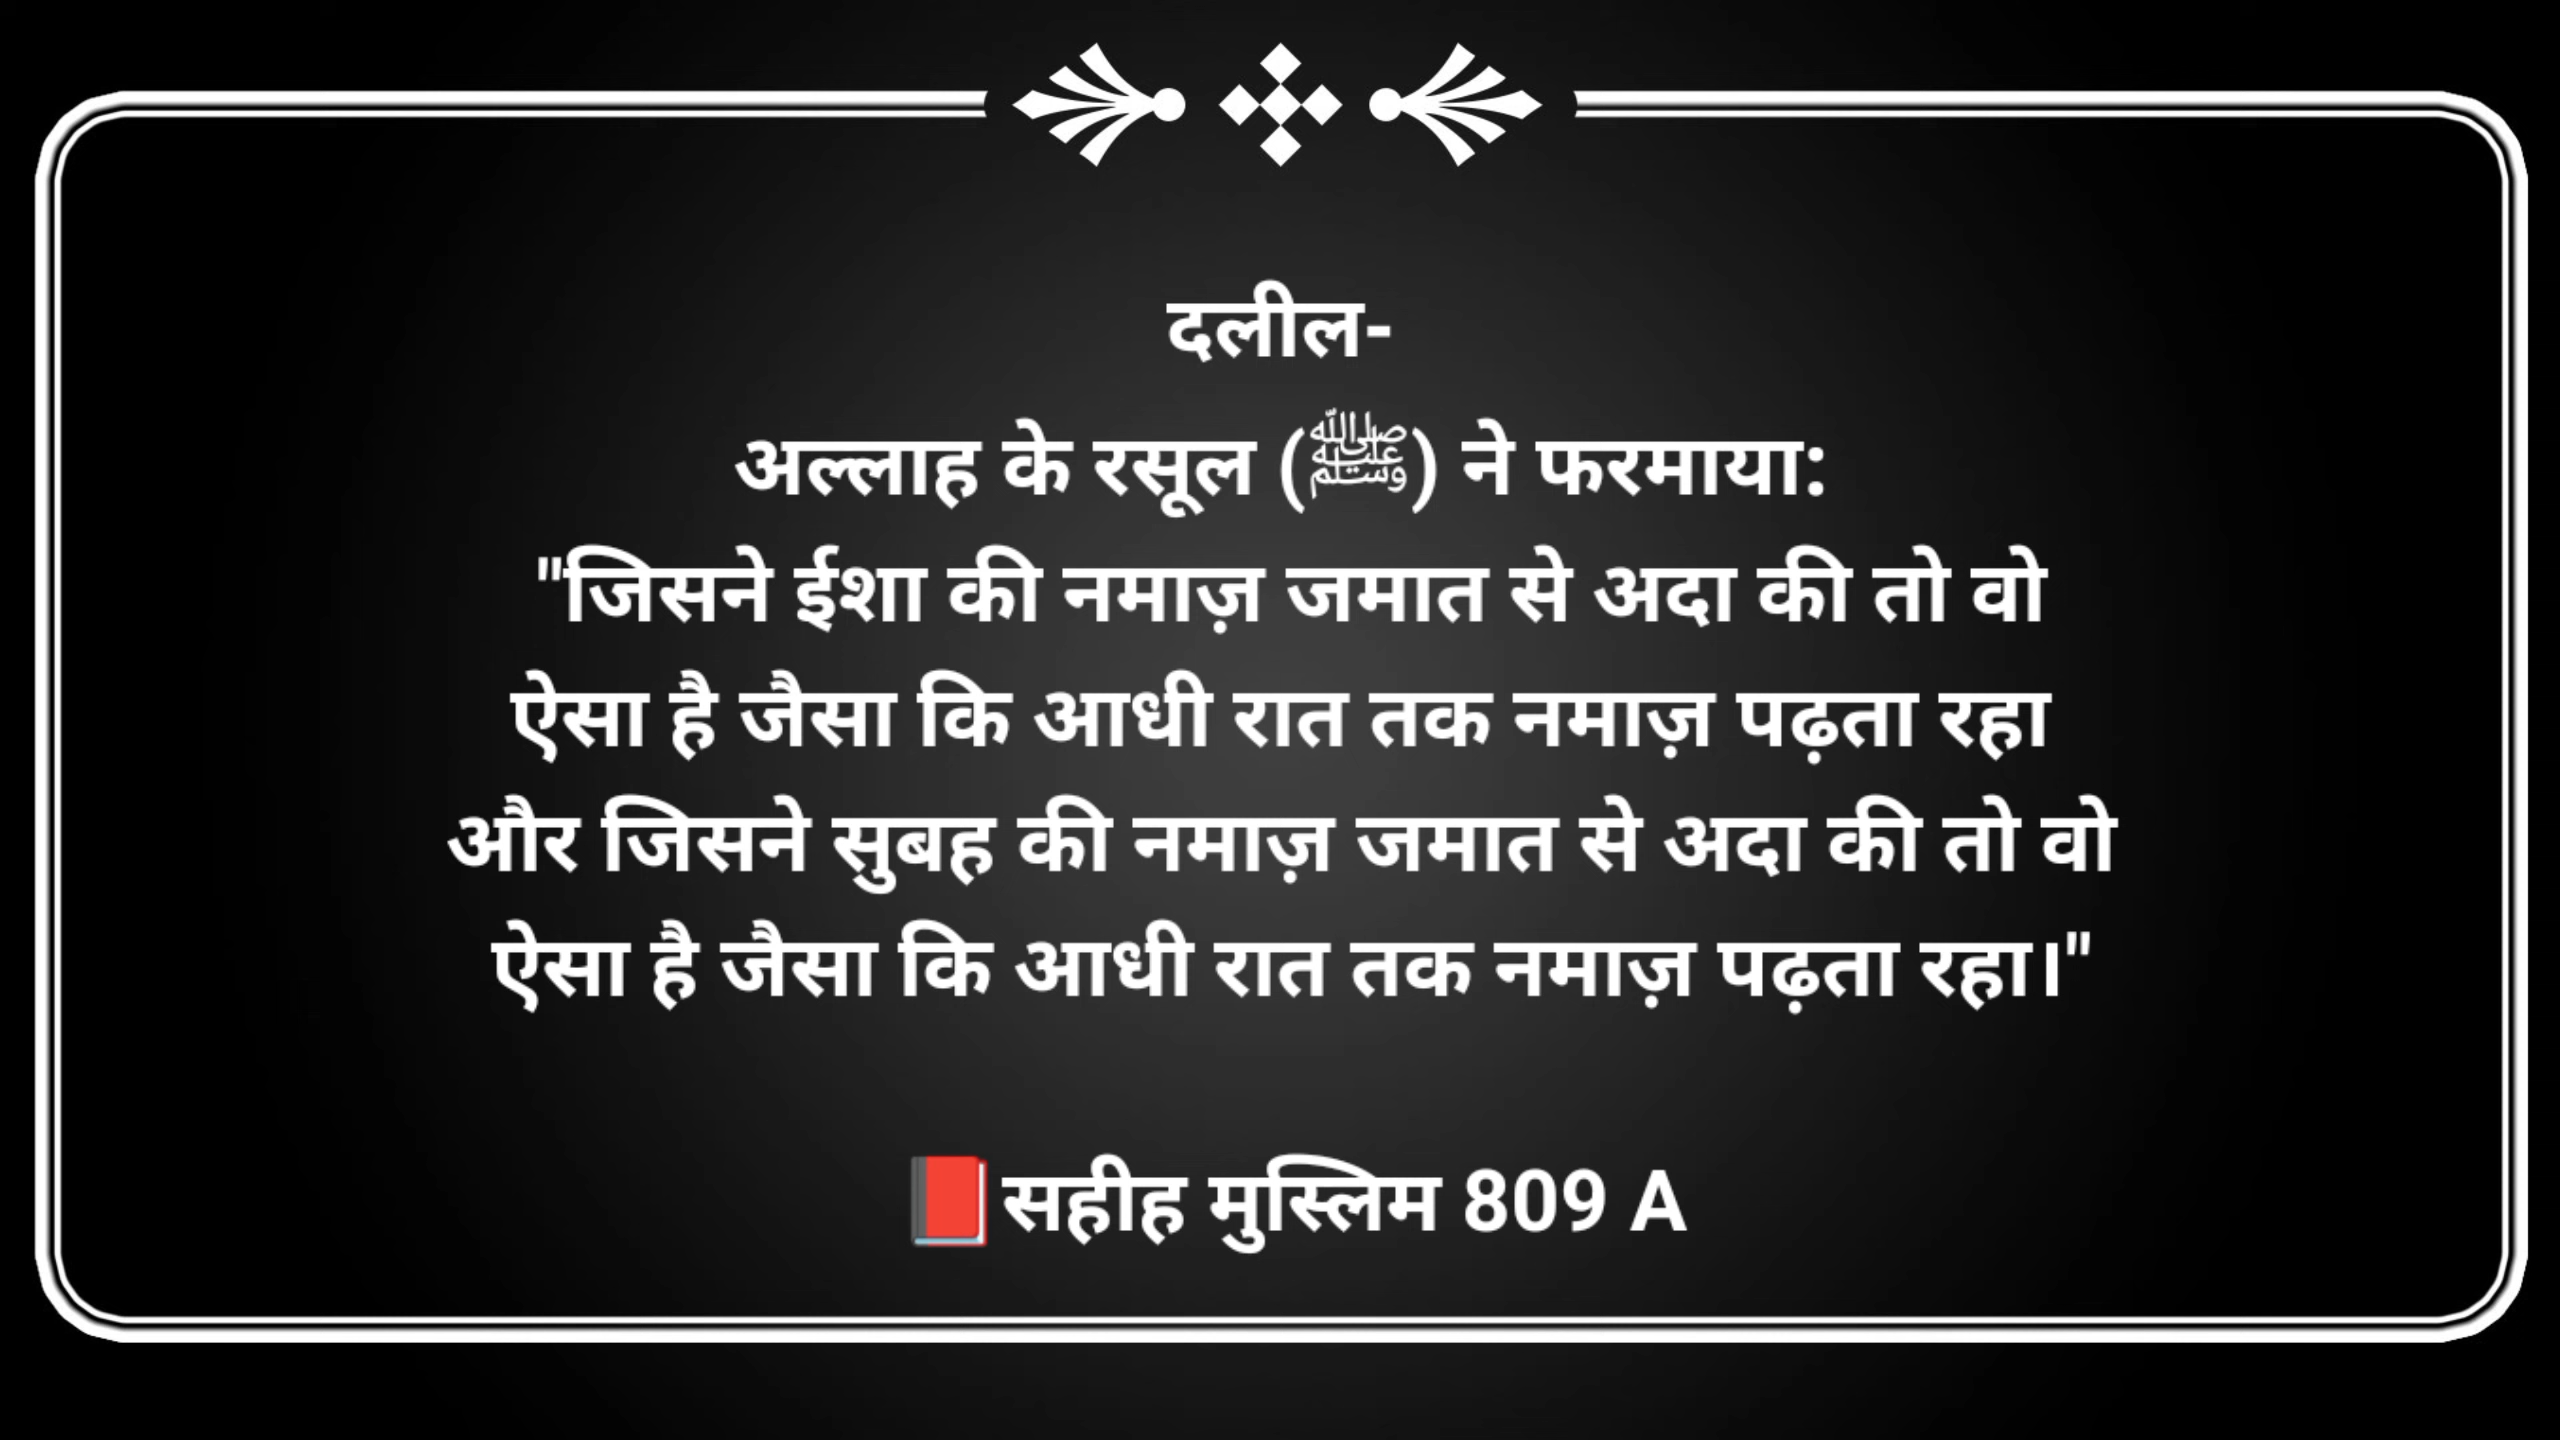 दलील-
अल्लाह के रसूल (ﷺ) ने फरमाया:
"जिसने ईशा की नमाज़ जमात से अदा की तो वो
ऐसा है जैसा कि आधी रात तक नमाज़ पढ़ता रहा
और जिसने सुबह की नमाज़ जमात से अदा की तो वो
ऐसा है जैसा कि आधी रात तक नमाज़ पढ़ता रहा।"
📕सहीह मुस्लिम 809 A